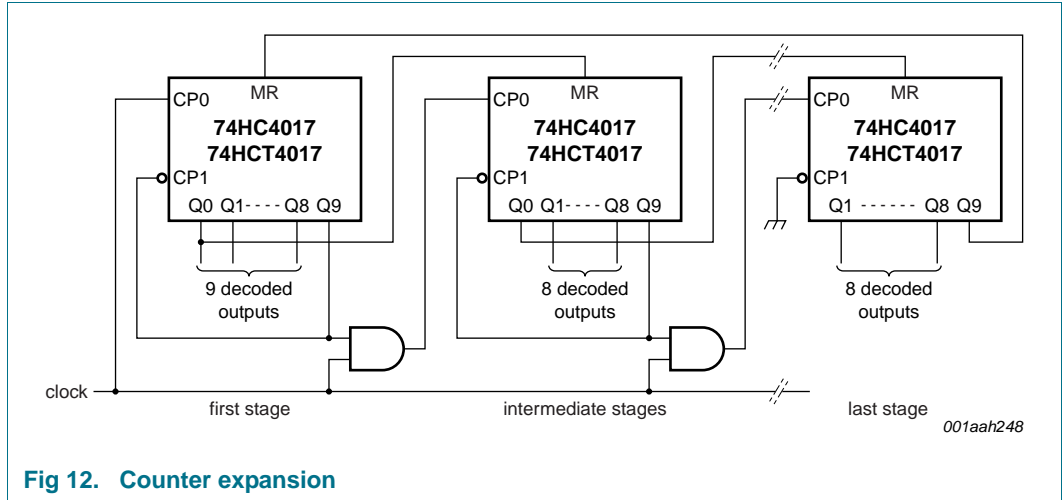 MR
MR
MR
CP0
CP0
CP0
74HC4017
74HCT4017
74HC4017
74HCT4017
74HC4017
74HCT4017
CP1
CP1
CP1
Q0 Q1 - - - - Q8 Q9
Q0 Q1 - - - - Q8 Q9
Q1 - - - - - - Q8 Q9
9 decoded
outputs
8 decoded
outputs
8 decoded
outputs
clock
first stage
intermediate stages
last stage
001aah248
Fig 12. Counter expansion